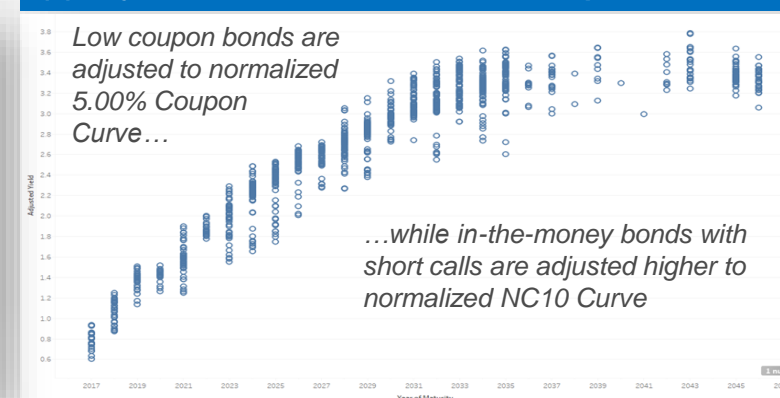 Low coupon bonds are
adjusted to normalized
5.00% Coupon
Curve…
…while in-the-money bonds with
short calls are adjusted higher to
normalized NC10 Curve
Adjusted Yield
3.8
3.6
3.4
3.2
3.0
2.8
2.6
2.4
2.2
2.0
1.8
1.6
1.4
1.2
1.0
0.8
0.6
2017 2019 2021 2023 2025 2027 2029 2031 2033 2035 2037 2039 2041 2043 2045